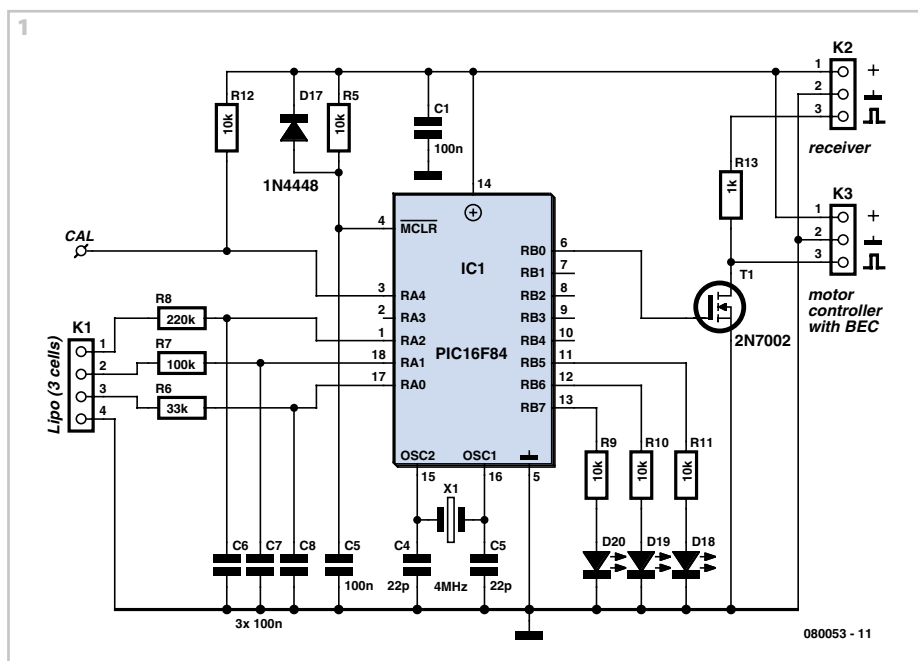 1
K2
1 +
2
3
receiver
R12
10k
D17
1N4448
R5
10k
C1
100n
R13
1k
K3
1 +
2
3
motor
controller
with BEC
T1
2N7002
CAL
K1
1
2
3
4
Lipo (3 cells)
R8
220k
R7
100k
R6
33k
14
4
MCLR
IC1
PIC16F84
3
RA4
2
RA3
1
RA2
18
RA1
17
RA0
RB0
6
RB1
7
RB2
8
RB3
9
RB4
10
RB5
11
RB6
12
RB7
13
OSC2
OSC1
15
16
5
X1
4MHz
R9
10k
R10
10k
R11
10k
C6
C7
C8
3x 100n
C5
100n
C4
22p
C5
22p
D20
D19
D18
080053 - 11